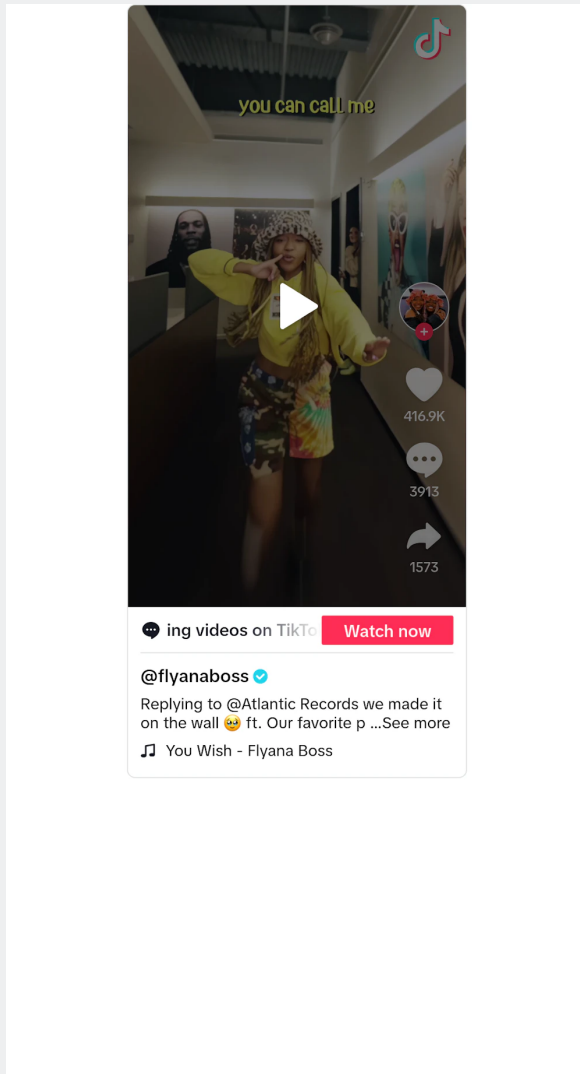 you can call me
416.9K
3913
1573
ing videos on TikTo
Watch now
@flyanaboss
Replying to @Atlantic Records we made it
on the wall 🥹 ft. Our favorite p ...See more
You Wish - Flyana Boss